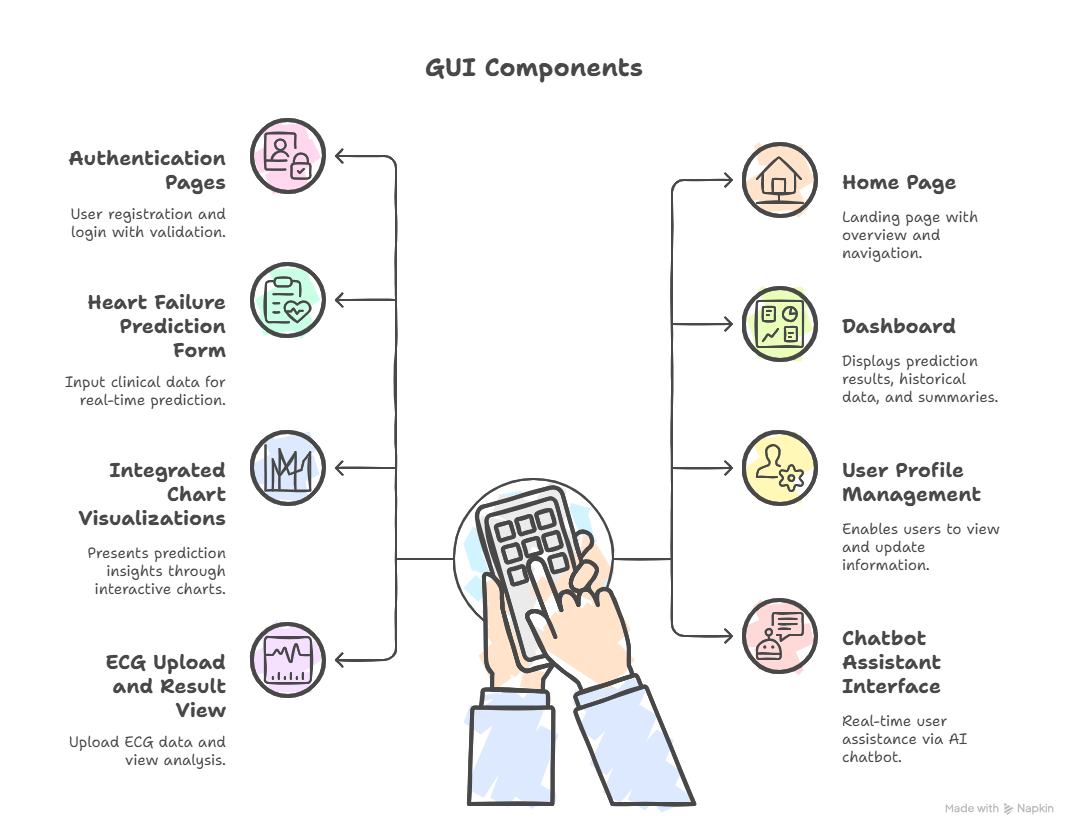 GUI Components
Authentication
Pages
User registration and
login with validation.
Heart Failure
Prediction
Form
Input clinical data for
real-time prediction.
Integrated
Chart
Visualizations
Presents prediction
insights through
interactive charts.
ECG Upload
and Result
View
Upload ECG data and
view analysis.
Home Page
Landing page with
overview and
navigation.
Dashboard
Displays prediction
results, historical
data, and summaries.
User Profile
Management
Enables users to view
and update
information.
Chatbot
Assistant
Interface
Real-time user
assistance via AI
chatbot.
Made with Napkin